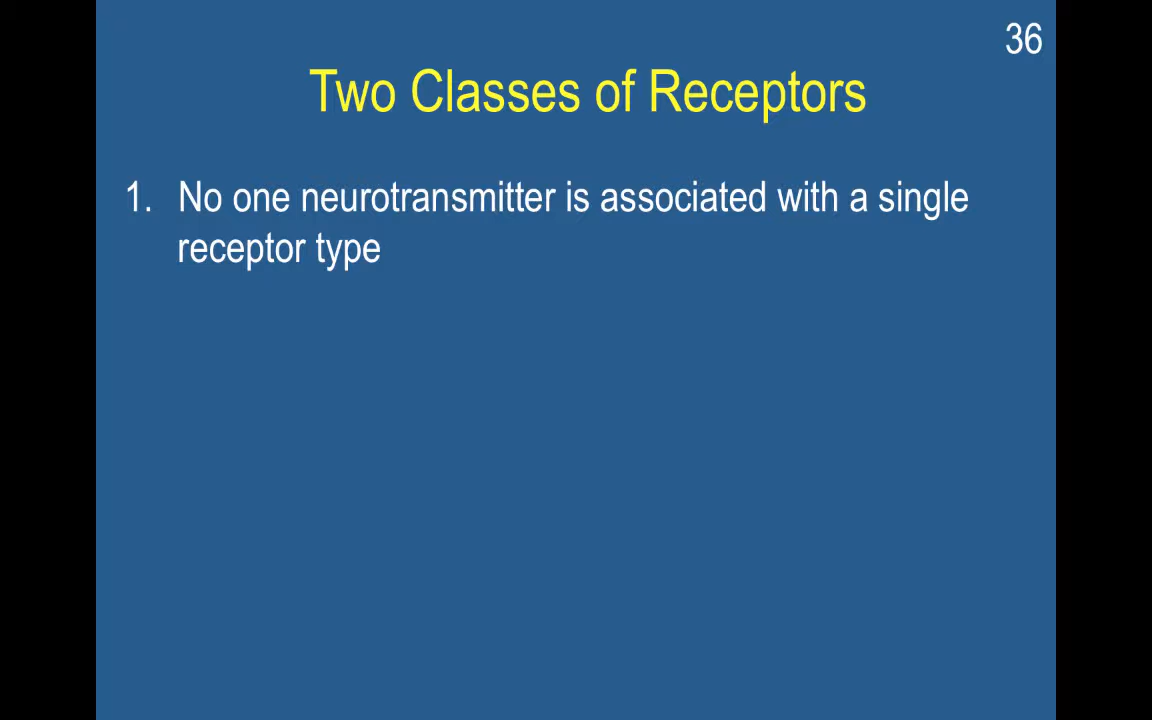 36
Two Classes of Receptors
1. No one neurotransmitter is associated with a single
receptor type